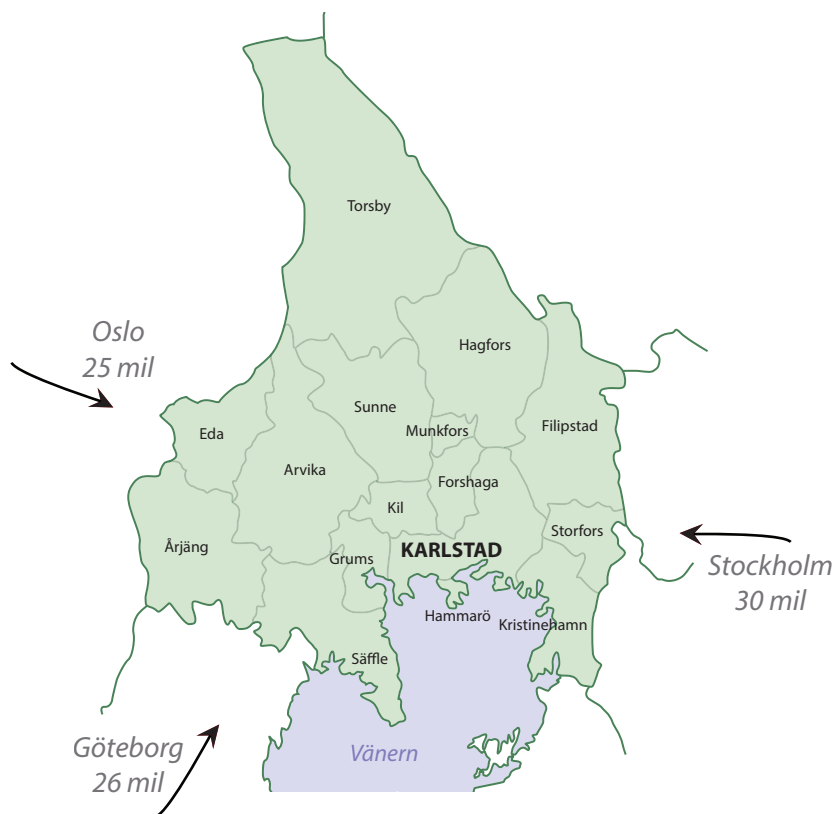 Torsby
Oslo
25 mil
Hagfors
Sunne
Munkfors
Filipstad
Eda
Arvika
Forshaga
Kil
Storfors
Årjäng
Grums
KARLSTAD
Stockholm
30 mil
Hammarö
Kristinehamn
Säffle
Göteborg
26 mil
Vänern